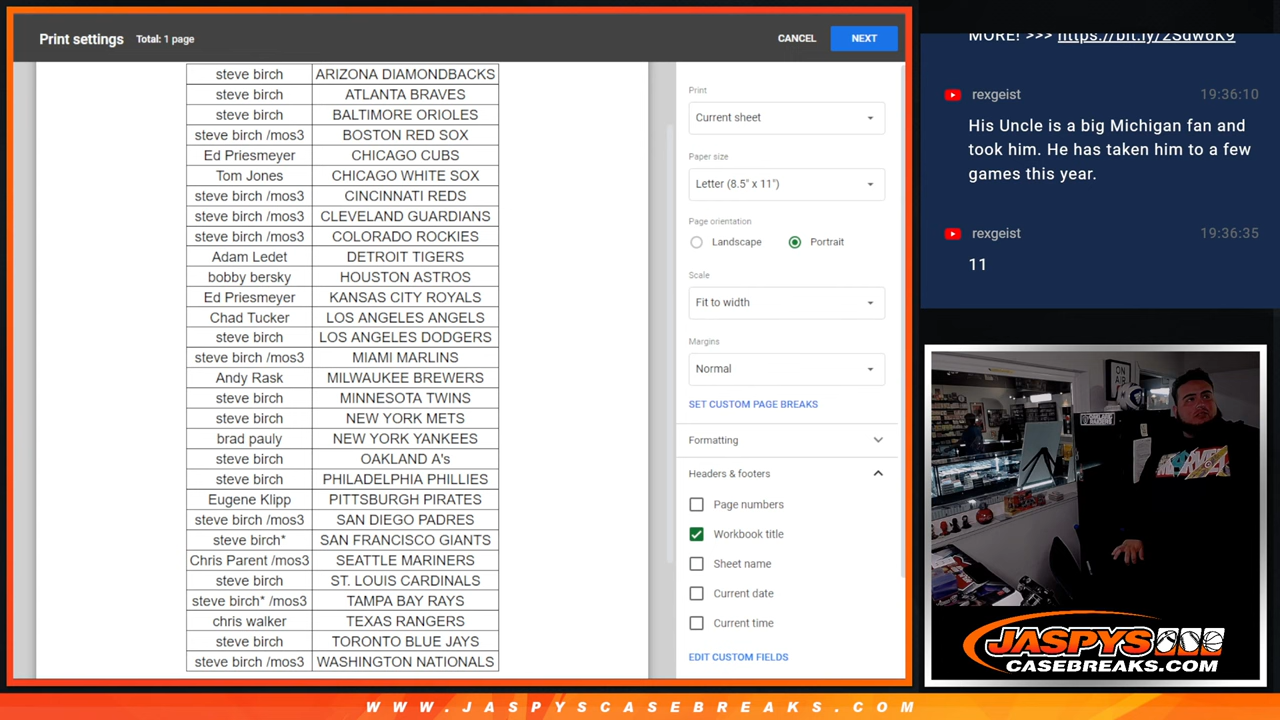 Print settings Total: 1 page CANCEL NEXT
steve birch ARIZONA DIAMONDBACKS
steve birch ATLANTA BRAVES
steve birch BALTIMORE ORIOLES
steve birch /mos3 BOSTON RED SOX
Ed Priesmeyer CHICAGO CUBS
Tom Jones CHICAGO WHITE SOX
steve birch /mos3 CINCINNATI REDS
steve birch /mos3 CLEVELAND GUARDIANS
steve birch /mos3 COLORADO ROCKIES
Adam Ledet DETROIT TIGERS
bobby bersky HOUSTON ASTROS
Ed Priesmeyer KANSAS CITY ROYALS
Chad Tucker LOS ANGELES ANGELS
steve birch LOS ANGELES DODGERS
steve birch /mos3 MIAMI MARLINS
Andy Rask MILWAUKEE BREWERS
steve birch MINNESOTA TWINS
steve birch NEW YORK METS
brad pauly NEW YORK YANKEES
steve birch OAKLAND A's
steve birch PHILADELPHIA PHILLIES
Eugene Klipp PITTSBURGH PIRATES
steve birch /mos3 SAN DIEGO PADRES
steve birch* SAN FRANCISCO GIANTS
Chris Parent /mos3 SEATTLE MARINERS
steve birch ST. LOUIS CARDINALS
steve birch* /mos3 TAMPA BAY RAYS
chris walker TEXAS RANGERS
steve birch TORONTO BLUE JAYS
steve birch /mos3 WASHINGTON NATIONALS
Print
Current sheet
Paper size
Letter (8.5" x 11")
Page orientation
Landscape Portrait
Scale
Fit to width
Margins
Normal
SET CUSTOM PAGE BREAKS
Formatting
Headers & footers
Page numbers
Workbook title
Sheet name
Current date
Current time
EDIT CUSTOM FIELDS
MORE! >>> https://bit.ly/2Sdw6K9
rexgeist 19:36:10
His Uncle is a big Michigan fan and
took him. He has taken him to a few
games this year.
rexgeist 19:36:35
11
ON
AIR
JASPYS
CASEBREAKS.COM
WWW.JASPYSCASEBREAKS.COM